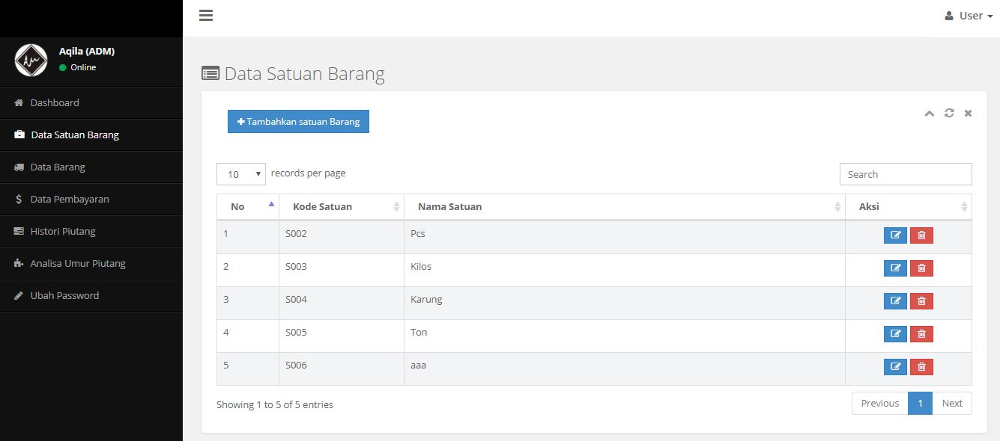 User
Aqila (ADM)
Online
Dashboard
Data Satuan Barang
Data Barang
Data Pembayaran
Histori Piutang
Analisa Umur Piutang
Ubah Password
Data Satuan Barang
Tambahkan satuan Barang
10 records per page
Search
No Kode Satuan Nama Satuan Aksi
1 S002 Pcs
2 S003 Kilos
3 S004 Karung
4 S005 Ton
5 S006 aaa
Showing 1 to 5 of 5 entries
Previous 1 Next